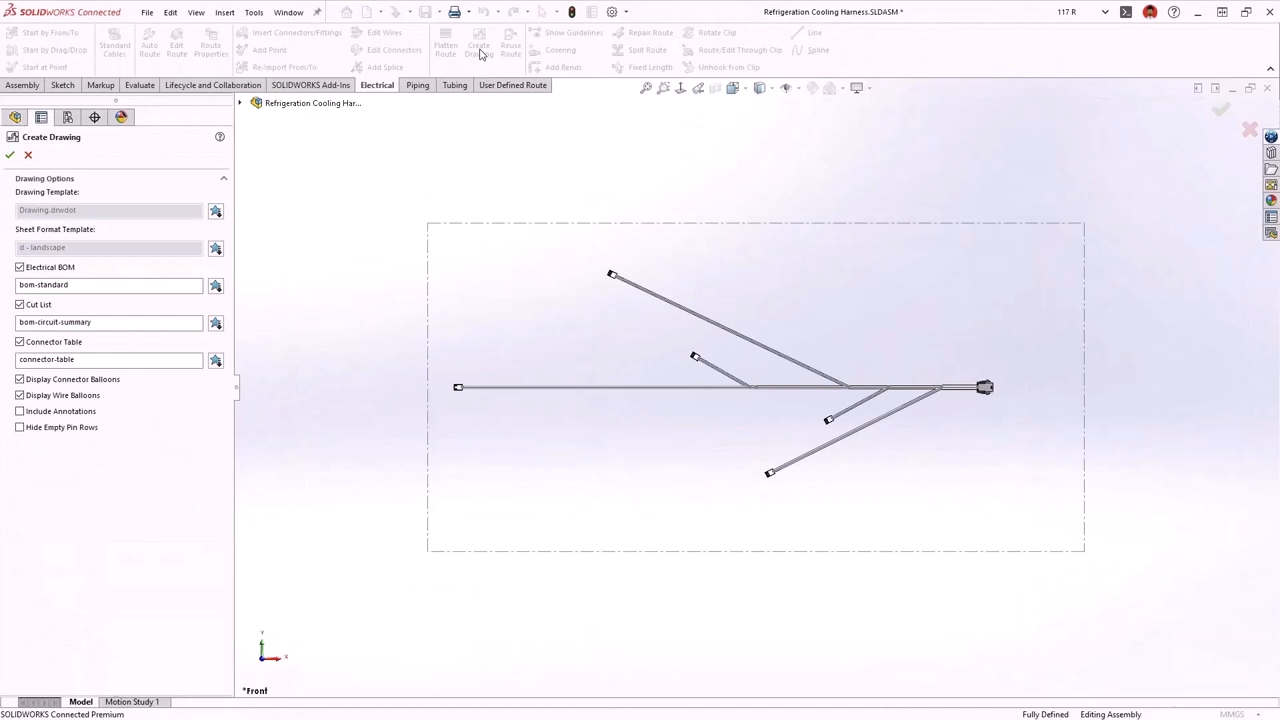 SOLIDWORKS Connected
File Edit View Insert Tools Window
Refrigeration Cooling Harness.SLDASM *
117 R
Start by From/To
Start by Drag/Drop
Start at Point
Standard Cables
Auto Route
Edit Route
Route Properties
Insert Connectors/Fittings
Add Point
Re-Import From/To
Edit Wires
Edit Connectors
Add Splice
Flatten Route
Create Drawing
Reuse Route
Show Guidelines
Covering
Add Bends
Repair Route
Split Route
Fixed Length
Rotate Clip
Route/Edit Through Clip
Unhook from Clip
Line
Spline
Assembly Sketch Markup Evaluate Lifecycle and Collaboration SOLIDWORKS Add-Ins Electrical Piping Tubing User Defined Route
Refrigeration Cooling Har...
Create Drawing
Drawing Options
Drawing Template:
Drawing.drwdot
Sheet Format Template:
d - landscape
Electrical BOM
bom-standard
Cut List
bom-circuit-summary
Connector Table
connector-table
Display Connector Balloons
Display Wire Balloons
Include Annotations
Hide Empty Pin Rows
Y
X
*Front
Model Motion Study 1
SOLIDWORKS Connected Premium
Fully Defined Editing Assembly MMGS